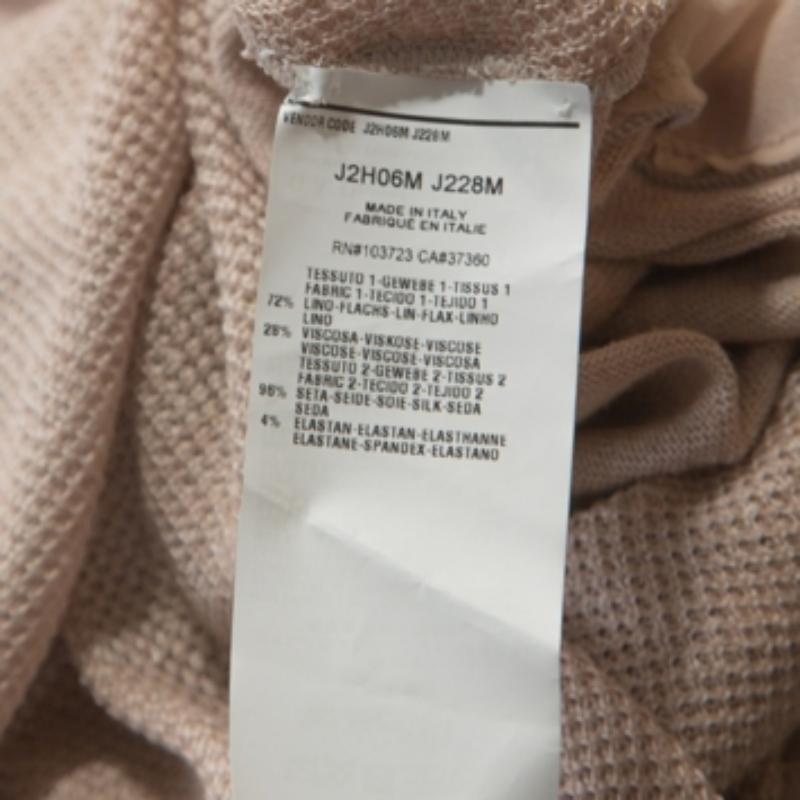 VENDOR CODE J2H06M J228M
J2H06M J228M
MADE IN ITALY
FABRIQUÉ EN ITALIE
RN#103723 CA#37360
TESSUTO 1-GEWEBE 1-TISSUS 1
FABRIC 1-TECIDO 1-TEJIDO 1
72% LINO-FLACHS-LIN-FLAX-LINHO
LINO
28% VISCOSA-VISKOSE-VISCOSE
VISCOSE-VISCOSE-VISCOSA
TESSUTO 2-GEWEBE 2-TISSUS 2
FABRIC 2-TECIDO 2-TEJIDO 2
96% SETA-SEIDE-SOIE-SILK-SEDA
SEDA
4% ELASTAN-ELASTAN-ELASTHANNE
ELASTANE-SPANDEX-ELASTANO